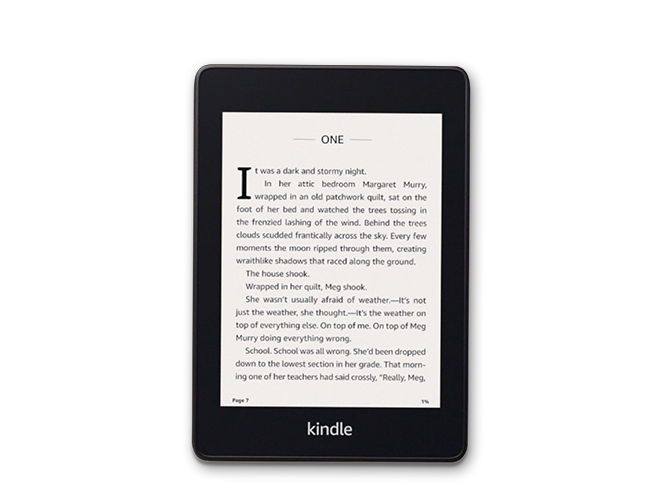 ONE
It was a dark and stormy night.
In her attic bedroom Margaret Murry,
wrapped in an old patchwork quilt, sat on the
foot of her bed and watched the trees tossing in
the frenzied lashing of the wind. Behind the trees
clouds scudded frantically across the sky. Every few
moments the moon ripped through them, creating
wraithlike shadows that raced along the ground.
The house shook.
Wrapped in her quilt, Meg shook.
She wasn't usually afraid of weather.—It's not
just the weather, she thought.—It's the weather on
top of everything else. On top of me. On top of Meg
Murry doing everything wrong.
School. School was all wrong. She'd been dropped
down to the lowest section in her grade. That morn-
ing one of her teachers had said crossly, "Really, Meg,
Page 7 1%
kindle